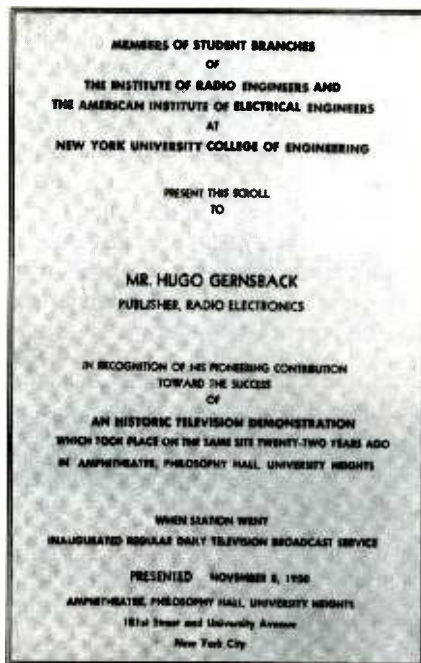 MEMBERS OF STUDENT BRANCHES
OF
THE INSTITUTE OF RADIO ENGINEERS AND
THE AMERICAN INSTITUTE OF ELECTRICAL ENGINEERS
AT
NEW YORK UNIVERSITY COLLEGE OF ENGINEERING
PRESENT THIS SCROLL
TO
MR. HUGO GERNSBACK
PUBLISHER, RADIO ELECTRONICS
IN RECOGNITION OF HIS PIONEERING CONTRIBUTION
TOWARD THE SUCCESS
OF
AN HISTORIC TELEVISION DEMONSTRATION
WHICH TOOK PLACE ON THE SAME SITE TWENTY-TWO YEARS AGO
IN AMPHITHEATRE, PHILOSOPHY HALL, UNIVERSITY HEIGHTS
WHEN STATION WENT
INAUGURATED REGULAR DAILY TELEVISION BROADCAST SERVICE
PRESENTED NOVEMBER 8, 1950
AMPHITHEATRE, PHILOSOPHY HALL, UNIVERSITY HEIGHTS
181st Street and University Avenue
New York City